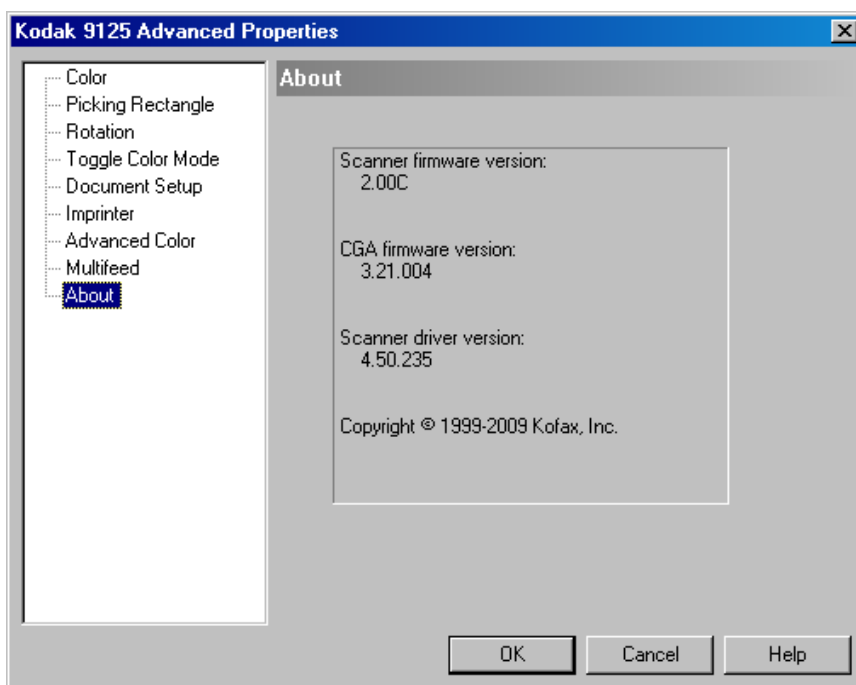 Kodak 9125 Advanced Properties
Color
Picking Rectangle
Rotation
Toggle Color Mode
Document Setup
Imprinter
Advanced Color
Multifeed
About
About
Scanner firmware version:
2.00C
CGA firmware version:
3.21.004
Scanner driver version:
4.50.235
Copyright © 1999-2009 Kofax, Inc.
OK
Cancel
Help